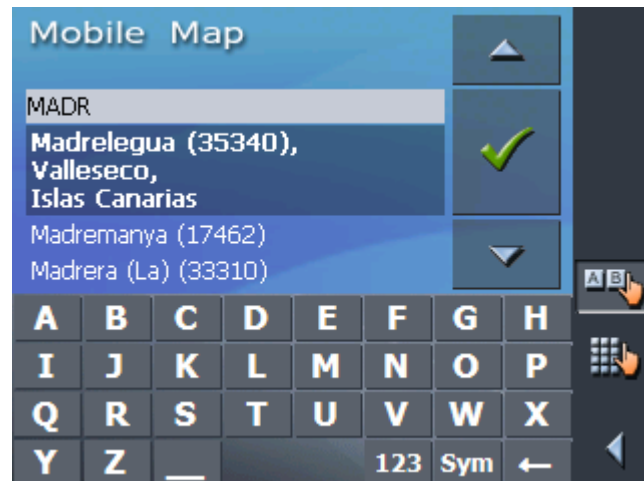 Mobile Map
MADR
Madrelegua (35340),
Valleseco,
Islas Canarias
Madremanya (17462)
Madrera (La) (33310)
A B
A B C D E F G H
I J K L M N O P
Q R S T U V W X
Y Z _ 123 Sym ←